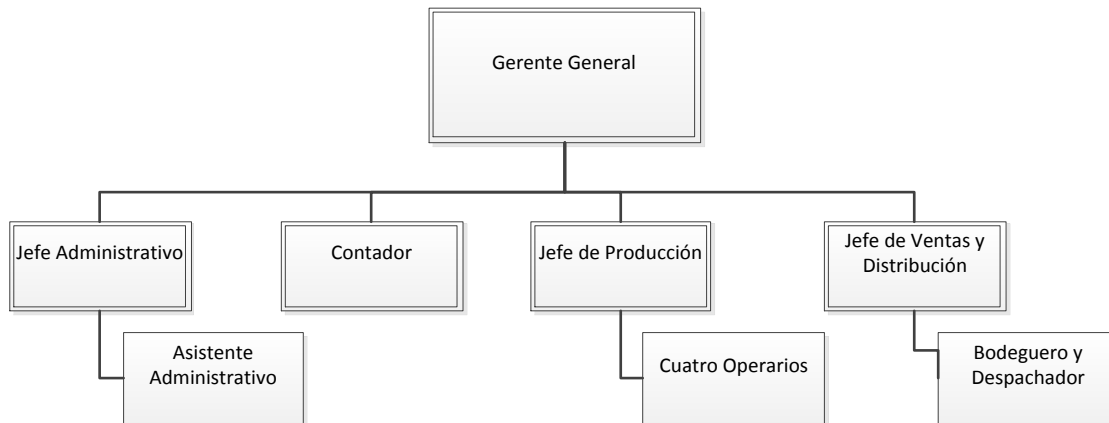 Gerente General
Jefe Administrativo
Contador
Jefe de Producción
Jefe de Ventas y
Distribución
Asistente
Administrativo
Cuatro Operarios
Bodeguero y
Despachador